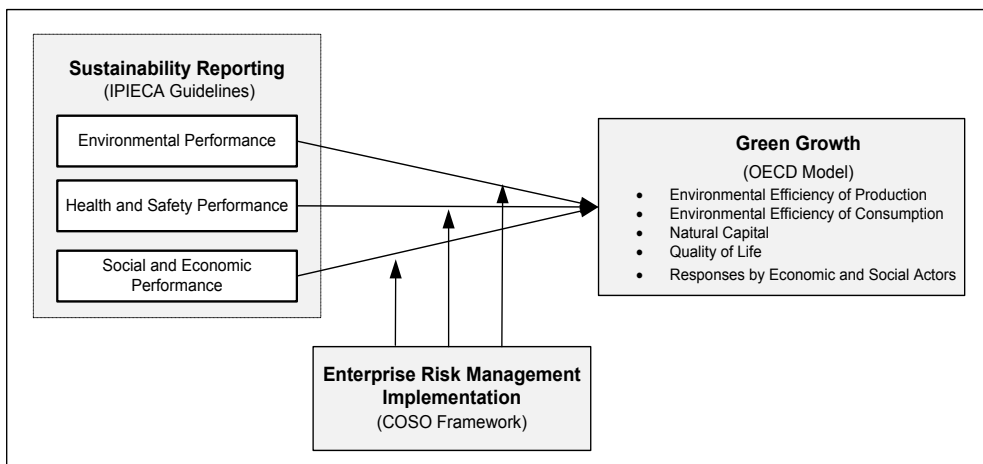 Sustainability Reporting
(IPIECA Guidelines)
Environmental Performance
Health and Safety Performance
Social and Economic
Performance
Green Growth
(OECD Model)
• Environmental Efficiency of Production
• Environmental Efficiency of Consumption
• Natural Capital
• Quality of Life
• Responses by Economic and Social Actors
Enterprise Risk Management
Implementation
(COSO Framework)